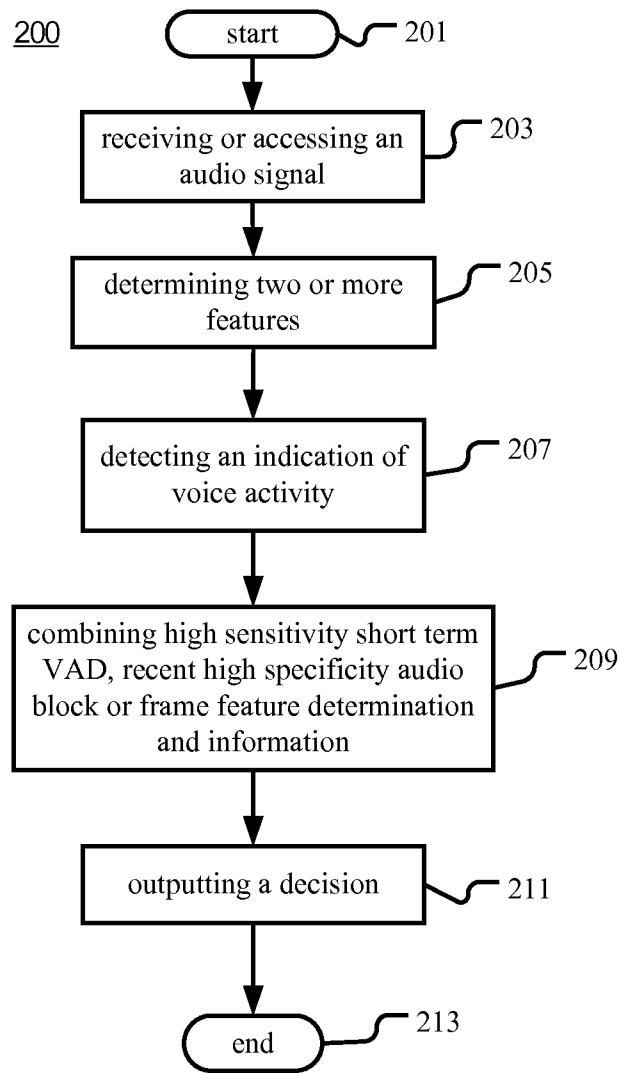 200
start
201
receiving or accessing an
audio signal
203
determining two or more
features
205
detecting an indication of
voice activity
207
combining high sensitivity short term
VAD, recent high specificity audio
block or frame feature determination
and information
209
outputting a decision
211
end
213